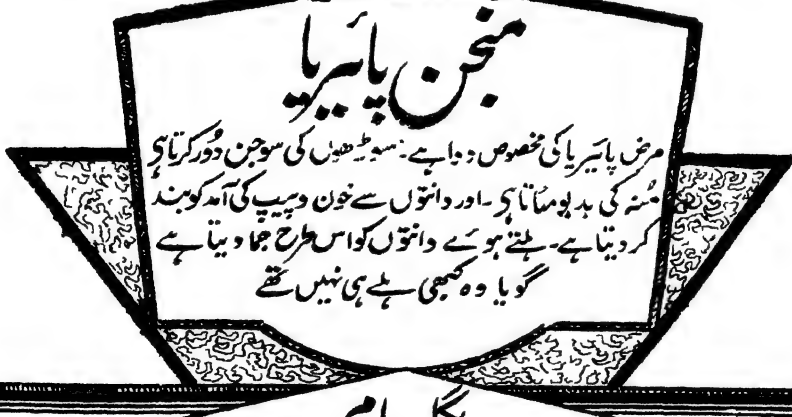 منجن پائیریا
مرض پائیریا کی مخصوص دوا ہے۔ مسوڑھوں کی سوجن دور کرتا ہی
منہ کی بدبو مٹاتا ہی۔ اور دانتوں سے خون و پیپ کی آمد کو بند
کر دیتا ہے۔ ہلتے ہوئے دانتوں کو اس طرح جما دیتا ہے
گویا وہ کبھی ہلے ہی نہیں تھے